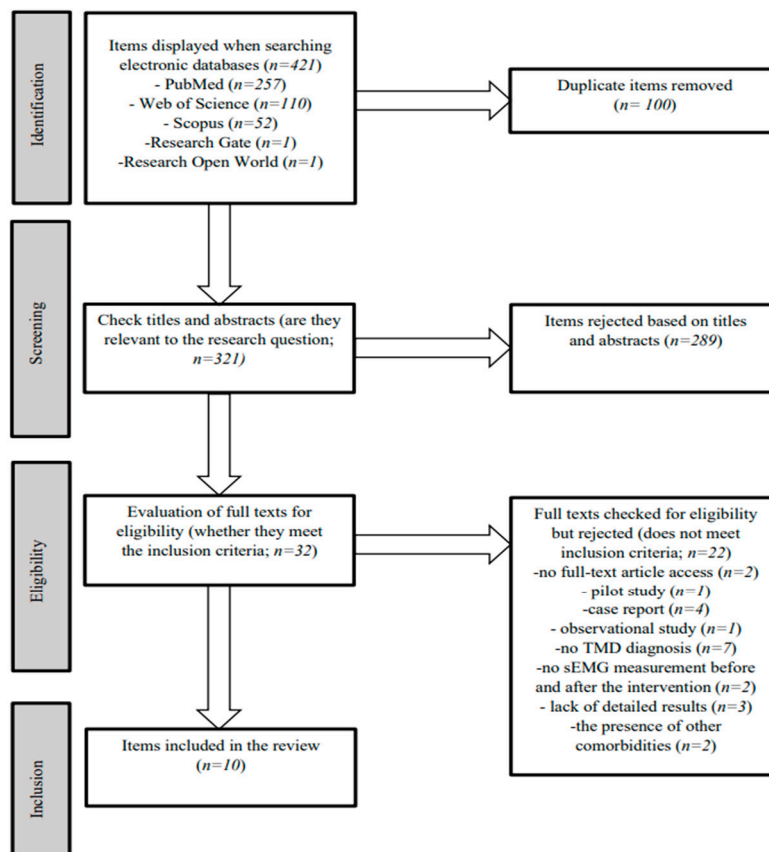 Identification
Items displayed when searching
electronic databases (n=421)
- PubMed (n=257)
- Web of Science (n=110)
- Scopus (n=52)
-Research Gate (n=1)
-Research Open World (n=1)
Duplicate items removed
(n= 100)
Screening
Check titles and abstracts (are they
relevant to the research question;
n=321)
Items rejected based on titles
and abstracts (n=289)
Eligibility
Evaluation of full texts for
eligibility (whether they meet
the inclusion criteria; n=32)
Full texts checked for eligibility
but rejected (does not meet
inclusion criteria; n=22)
-no full-text article access (n=2)
- pilot study (n=1)
-case report (n=4)
- observational study (n=1)
-no TMD diagnosis (n=7)
-no sEMG measurement before
and after the intervention (n=2)
- lack of detailed results (n=3)
-the presence of other
comorbidities (n=2)
Inclusion
Items included in the review
(n=10)